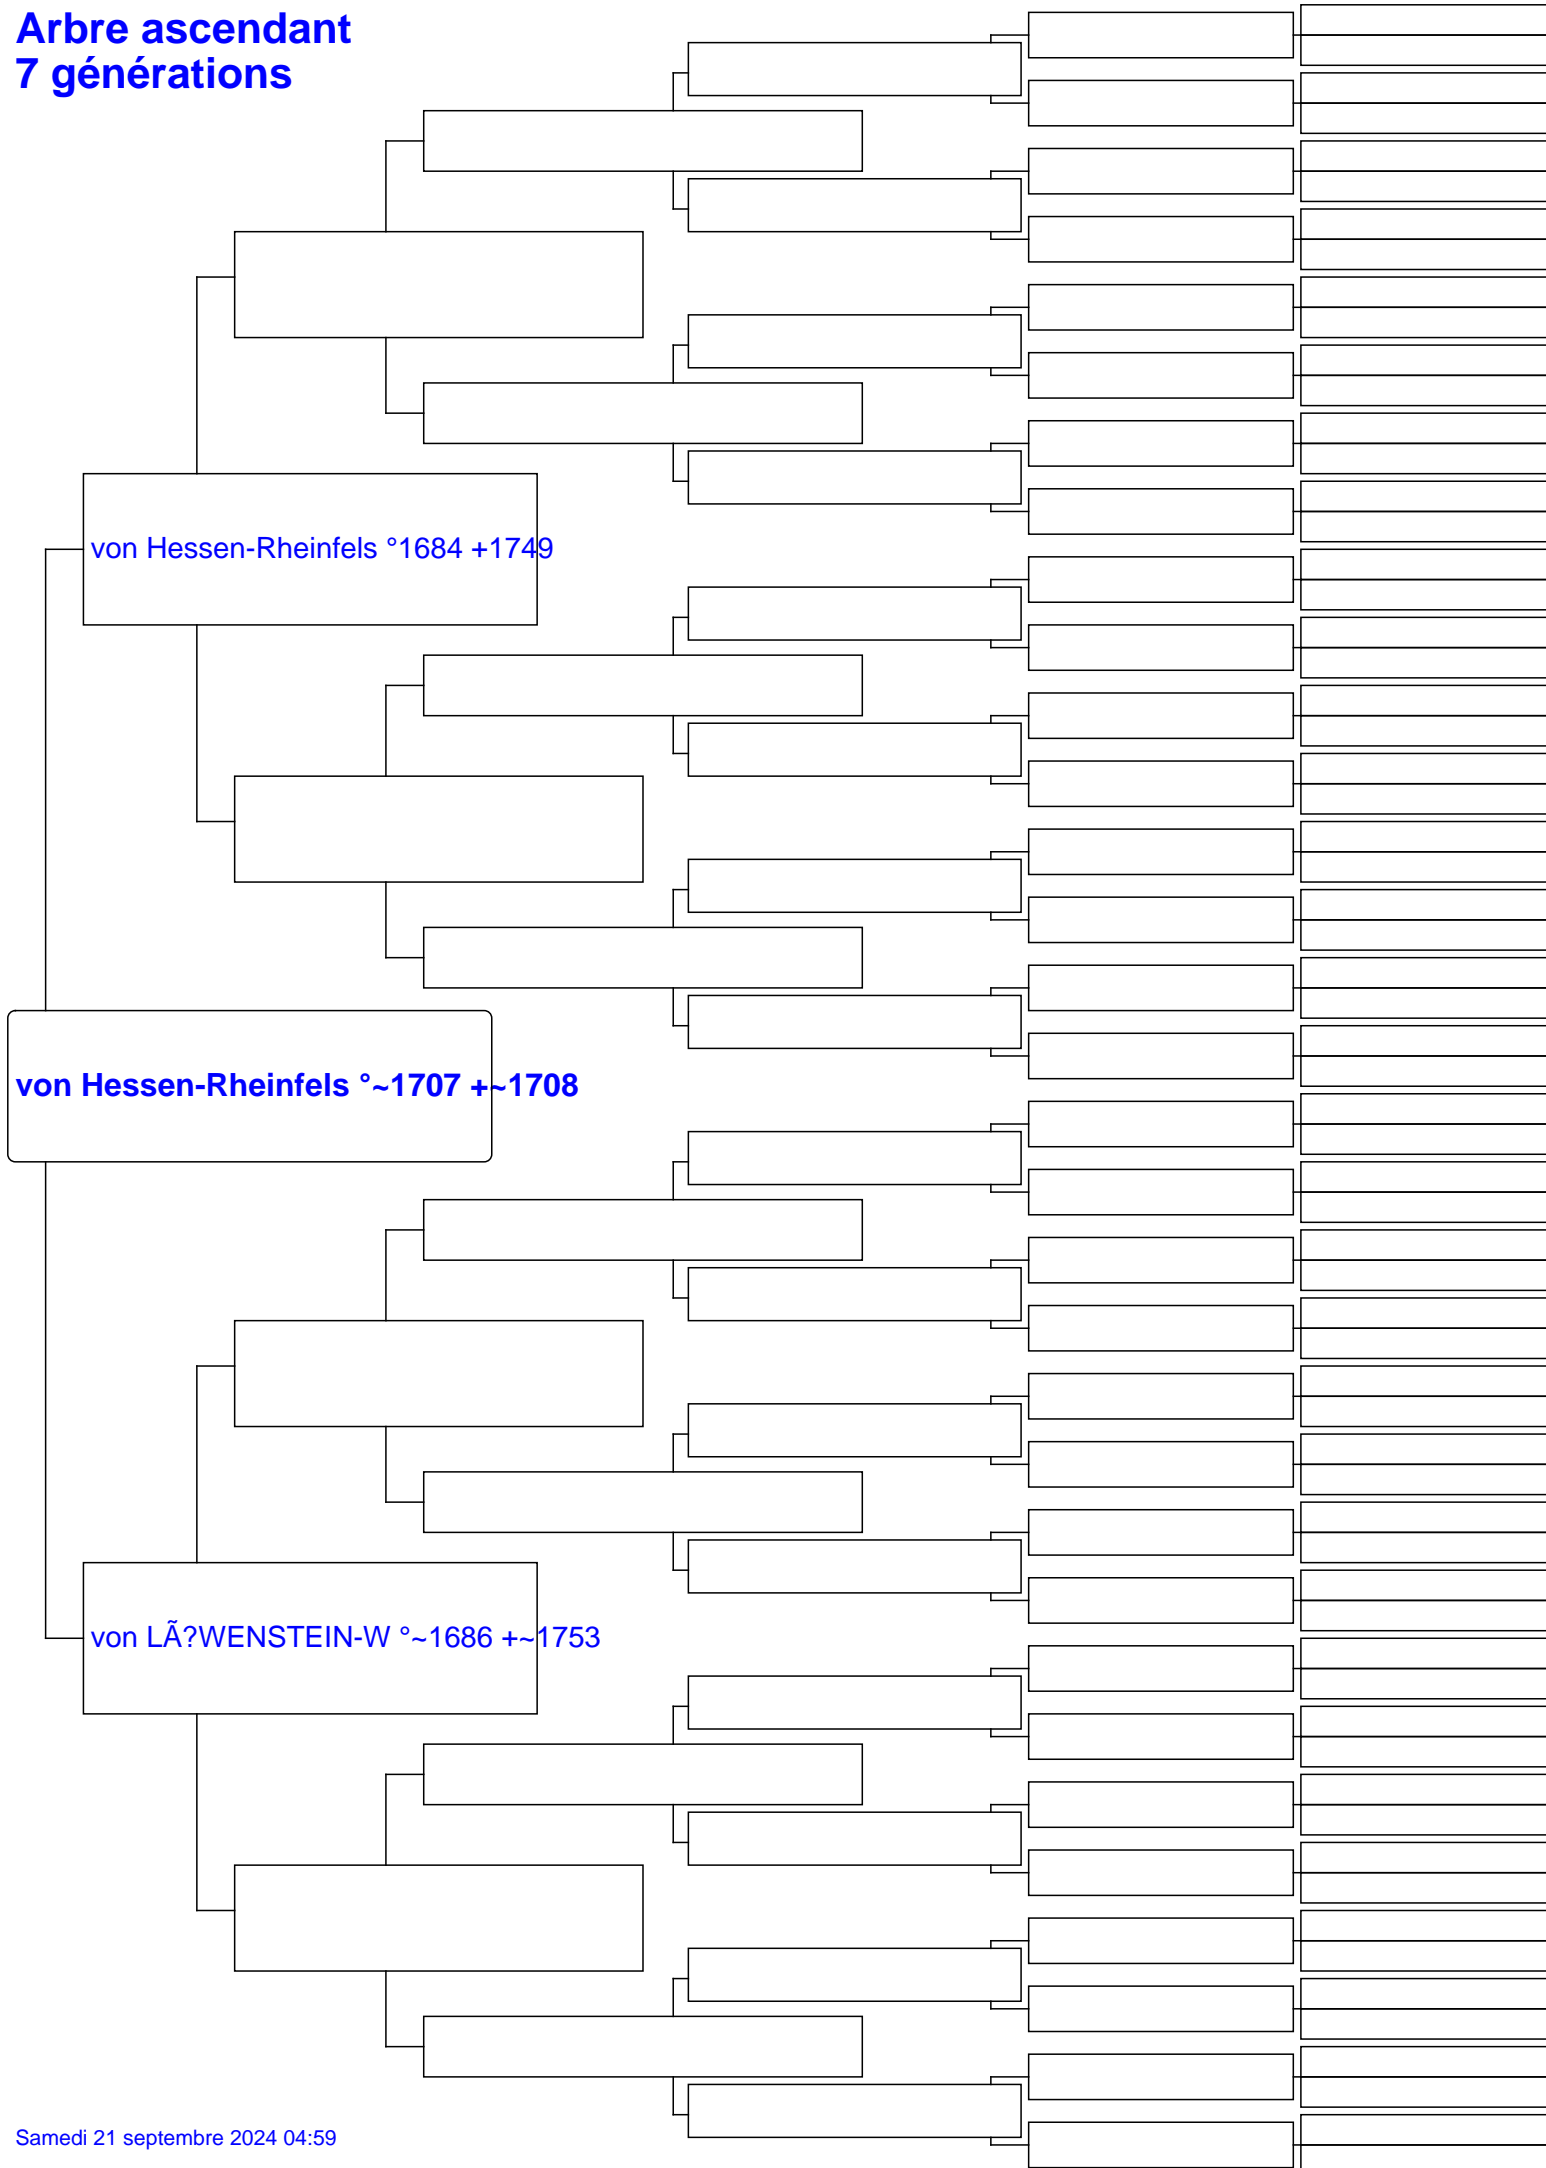 Arbre ascendant
7 générations
von Hessen-Rheinfels °1684 +1749
von Hessen-Rheinfels °~1707 +~1708
von LÃ?WENSTEIN-W °~1686 +~1753
Samedi 21 septembre 2024 04:59